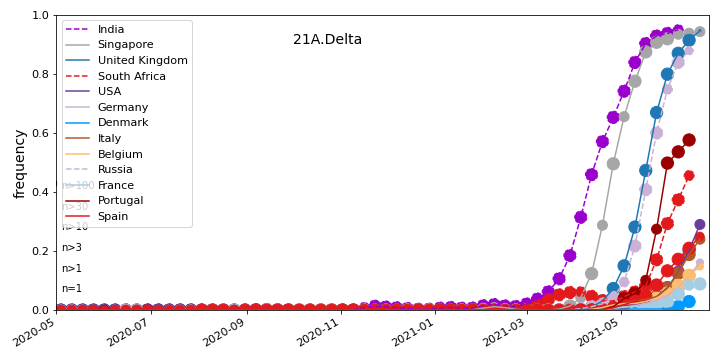 21A.Delta
India
Singapore
United Kingdom
South Africa
USA
Germany
Denmark
Italy
Belgium
Russia
France
Portugal
Spain
n>100
n>30
n>10
n>3
n>1
n=1
frequency
1.0
0.8
0.6
0.4
0.2
0.0
2020-05
2020-07
2020-09
2020-11
2021-01
2021-03
2021-05